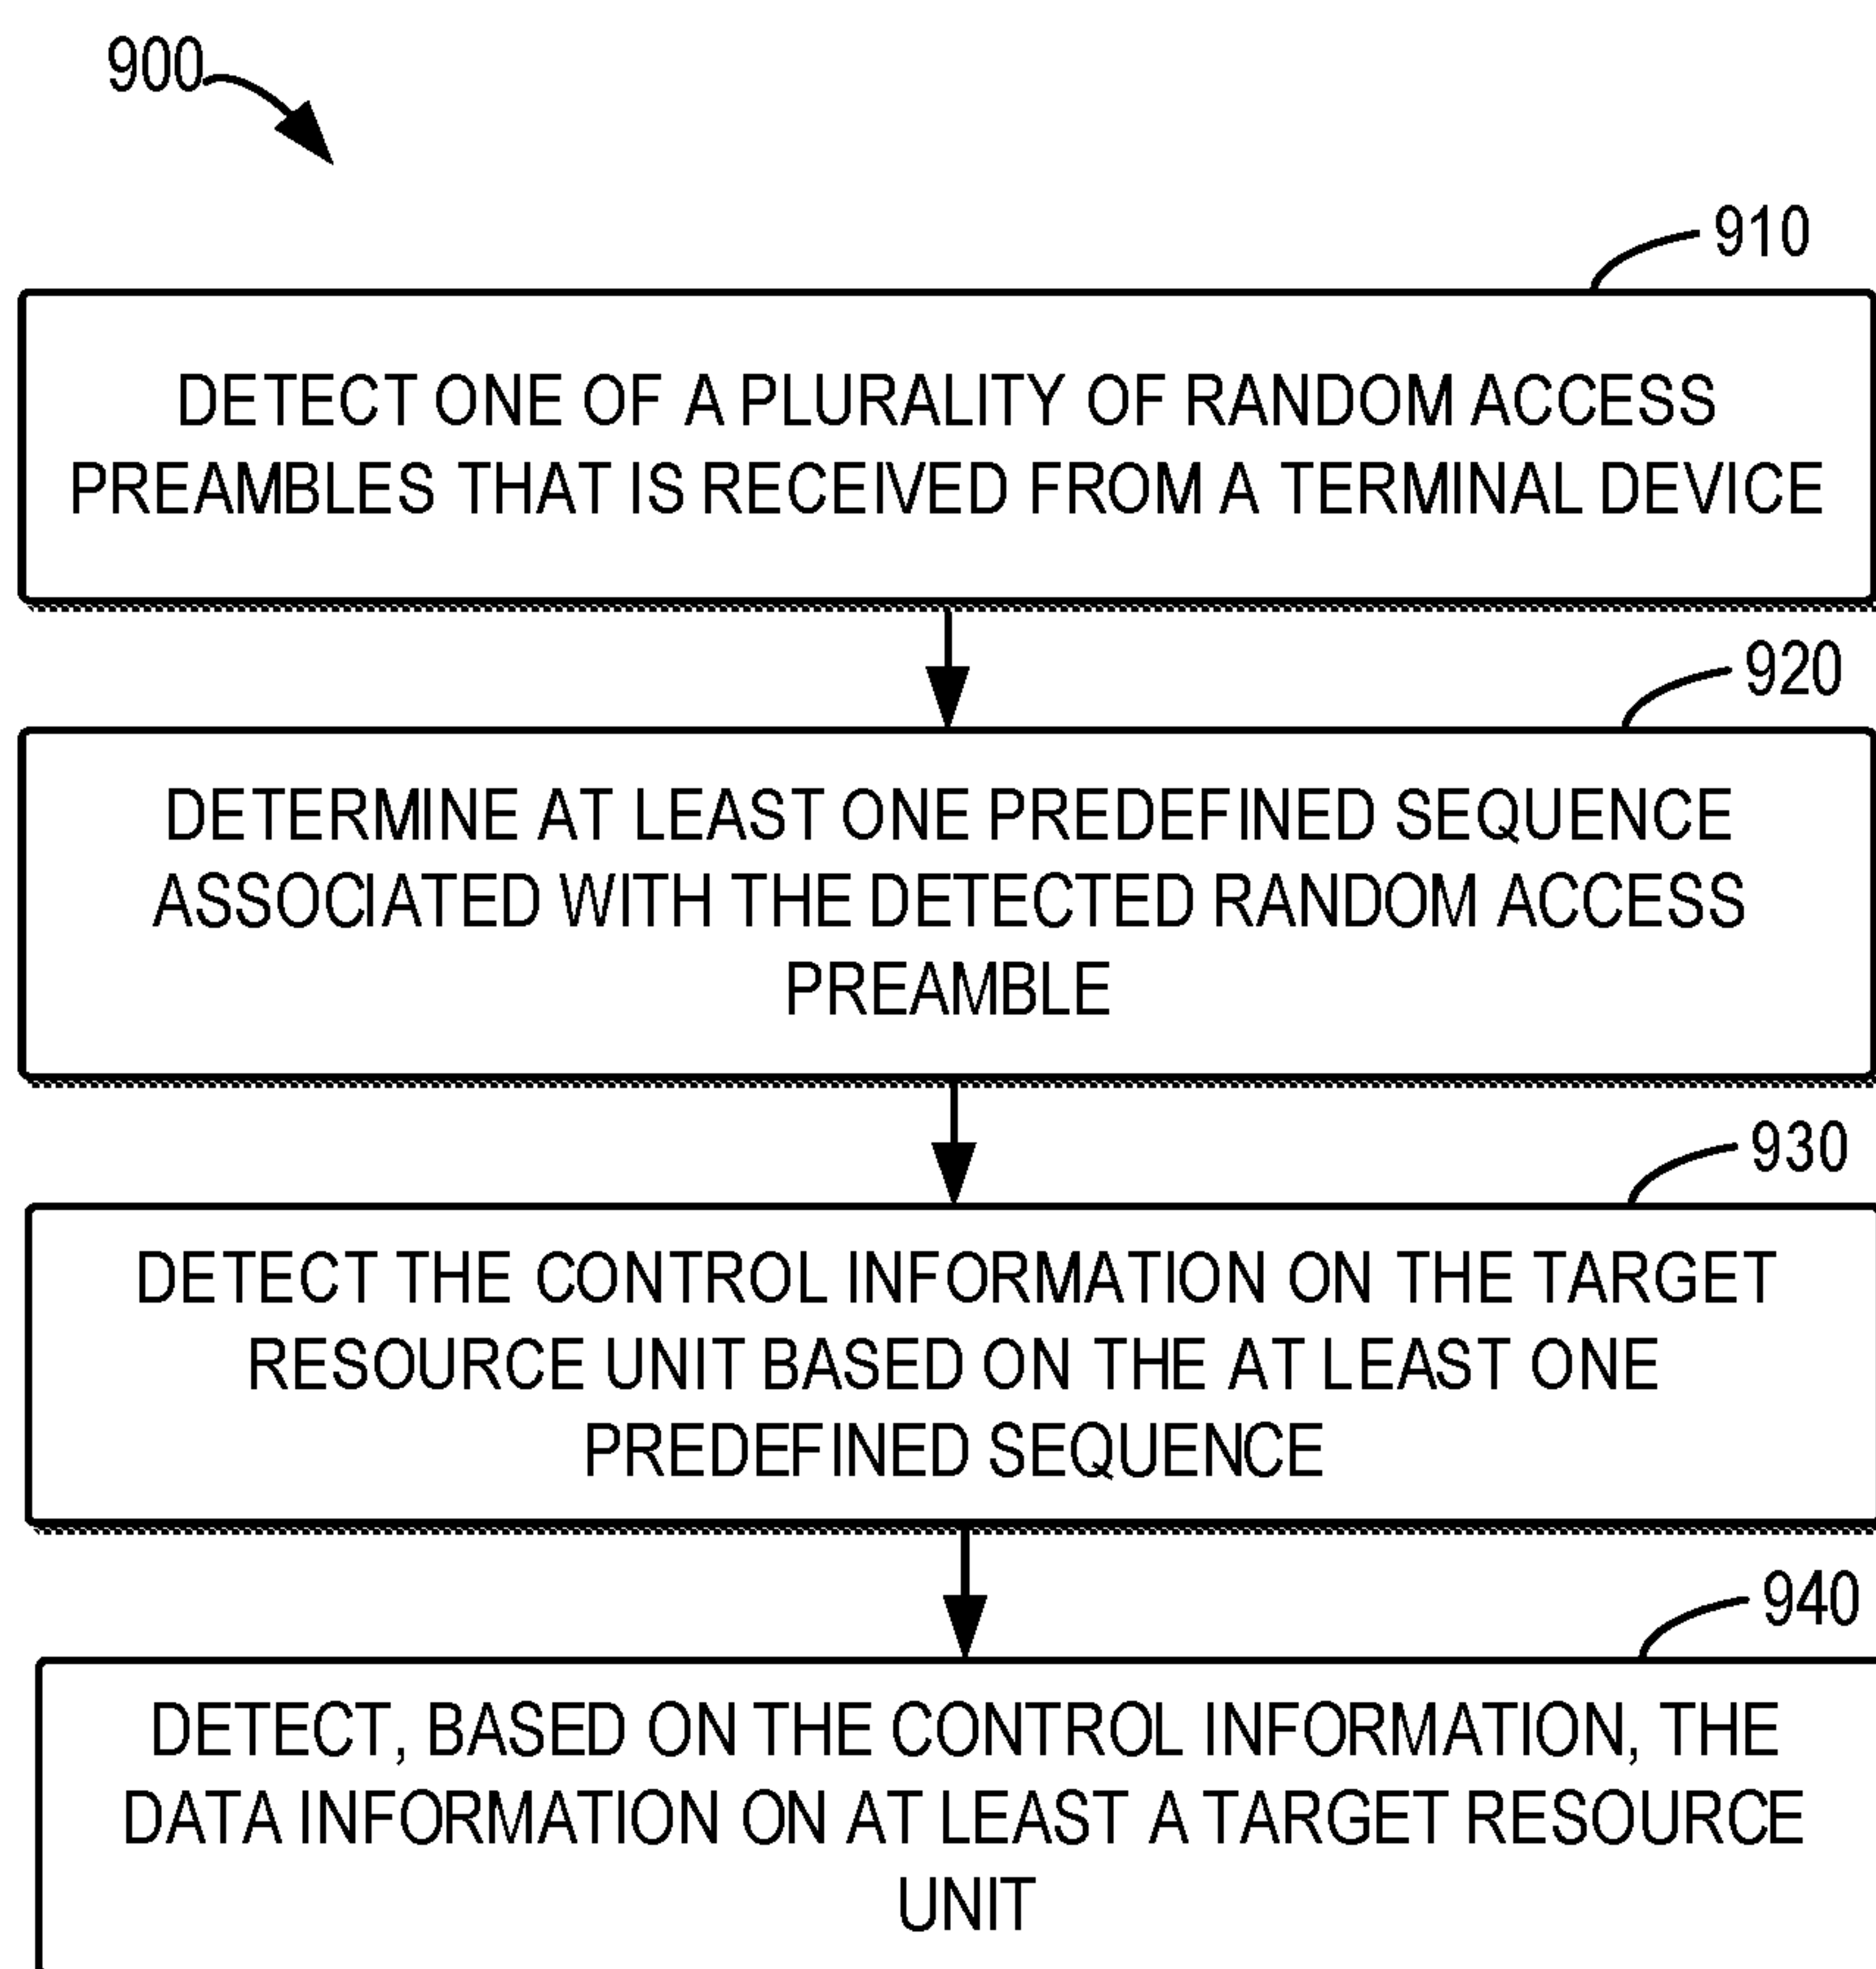 900
910
DETECT ONE OF A PLURALITY OF RANDOM ACCESS
PREAMBLES THAT IS RECEIVED FROM A TERMINAL DEVICE
920
DETERMINE AT LEAST ONE PREDEFINED SEQUENCE
ASSOCIATED WITH THE DETECTED RANDOM ACCESS
PREAMBLE
930
DETECT THE CONTROL INFORMATION ON THE TARGET
RESOURCE UNIT BASED ON THE AT LEAST ONE
PREDEFINED SEQUENCE
940
DETECT, BASED ON THE CONTROL INFORMATION, THE
DATA INFORMATION ON AT LEAST A TARGET RESOURCE
UNIT